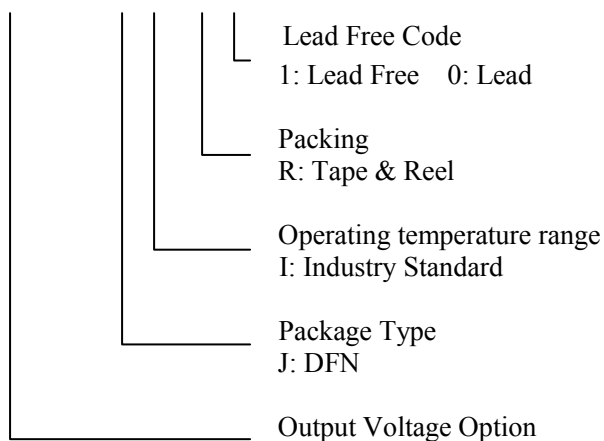 Lead Free Code
1: Lead Free 0: Lead
Packing
R: Tape & Reel
Operating temperature range
I: Industry Standard
Package Type
J: DFN
Output Voltage Option